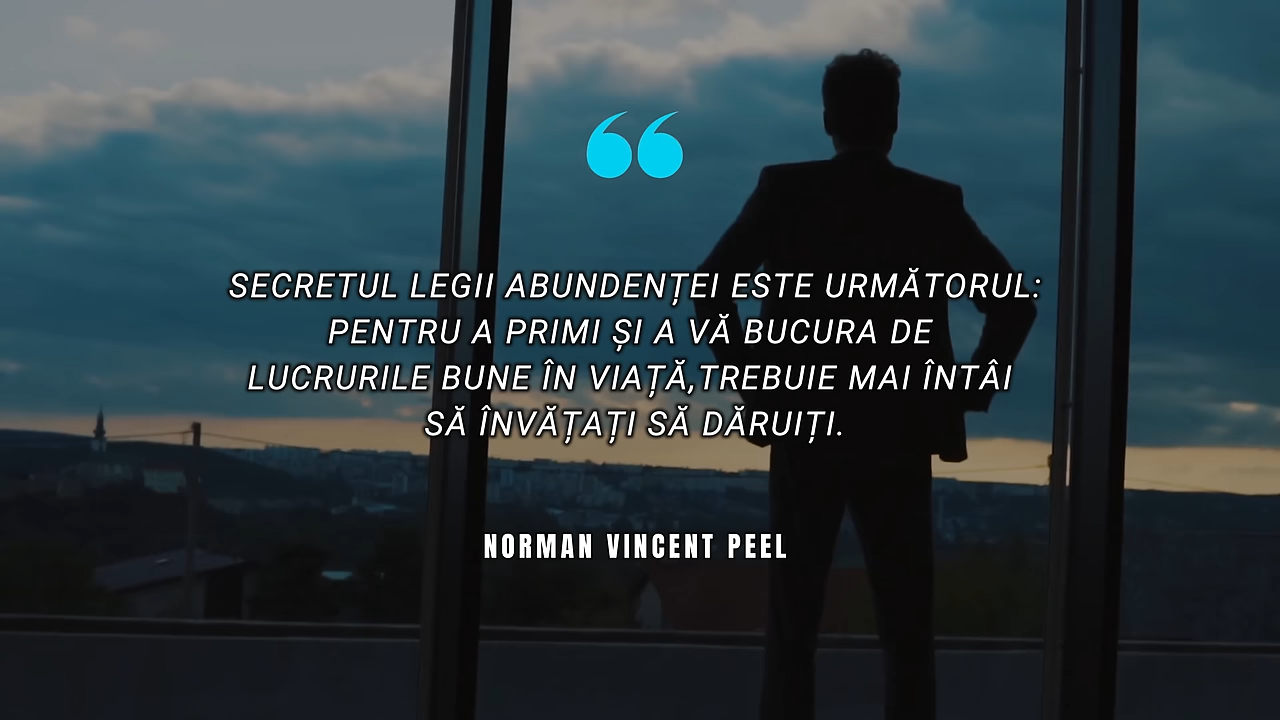 SECRETUL LEGII ABUNDENȚEI ESTE URMĂTORUL:
PENTRU A PRIMI ȘI A VĂ BUCURA DE
LUCRURILE BUNE ÎN VIAȚĂ,TREBUIE MAI ÎNTÂI
SĂ ÎNVĂȚAȚI SĂ DĂRUIȚI.
NORMAN VINCENT PEEL